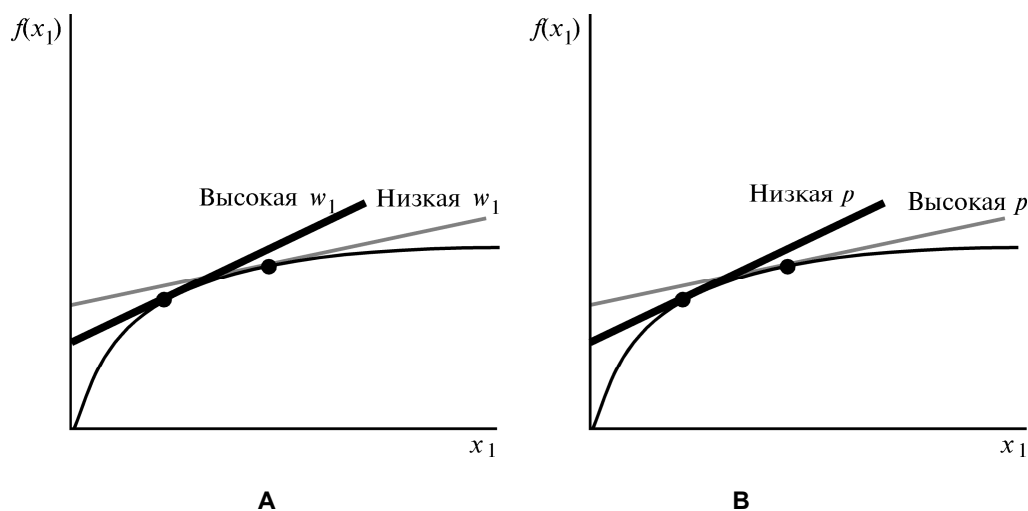 f(x1)
Высокая w1
Низкая w1
x1
A
f(x1)
Низкая p
Высокая p
x1
B